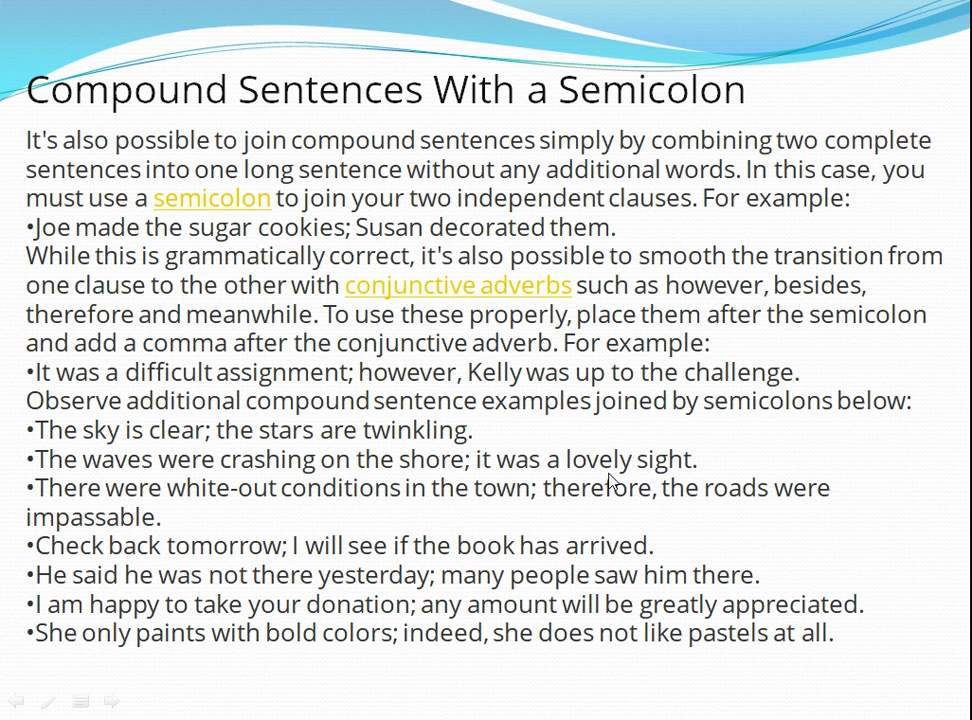 Compound Sentences With a Semicolon
It's also possible to join compound sentences simply by combining two complete
sentences into one long sentence without any additional words. In this case, you
must use a semicolon to join your two independent clauses. For example:
•Joe made the sugar cookies; Susan decorated them.
While this is grammatically correct, it's also possible to smooth the transition from
one clause to the other with conjunctive adverbs such as however, besides,
therefore and meanwhile. To use these properly, place them after the semicolon
and add a comma after the conjunctive adverb. For example:
•It was a difficult assignment; however, Kelly was up to the challenge.
Observe additional compound sentence examples joined by semicolons below:
•The sky is clear; the stars are twinkling.
•The waves were crashing on the shore; it was a lovely sight.
•There were white-out conditions in the town; therefore, the roads were
impassable.
•Check back tomorrow; I will see if the book has arrived.
•He said he was not there yesterday; many people saw him there.
•I am happy to take your donation; any amount will be greatly appreciated.
•She only paints with bold colors; indeed, she does not like pastels at all.